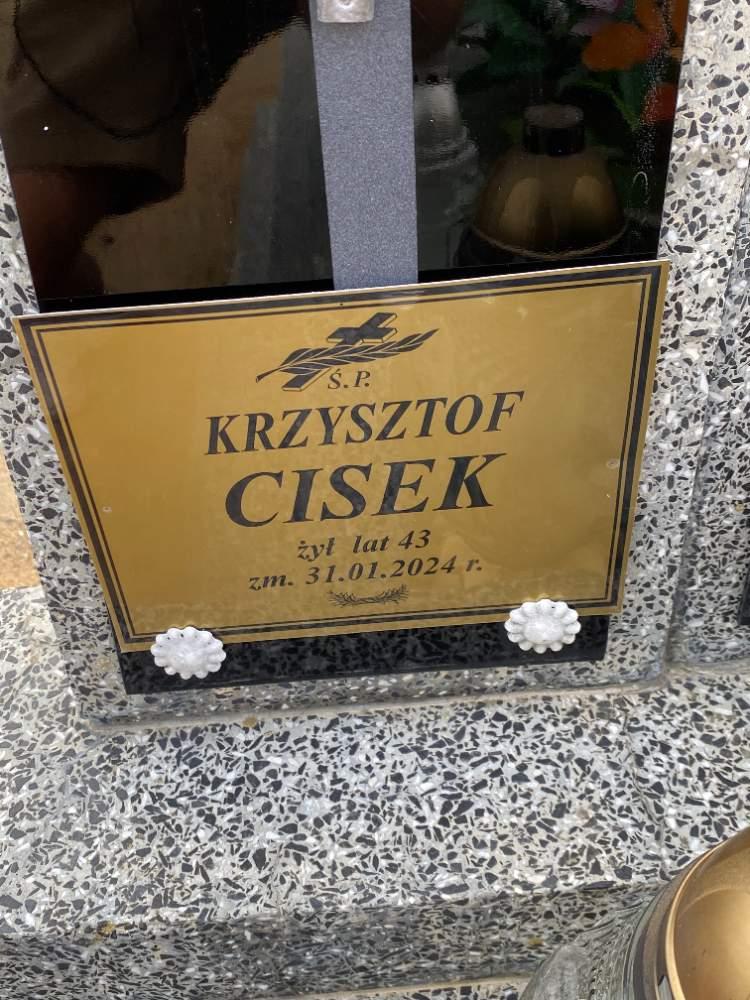 Ś.P.
KRZYSZTOF
CISEK
żył lat 43
zm. 31.01.2024 r.